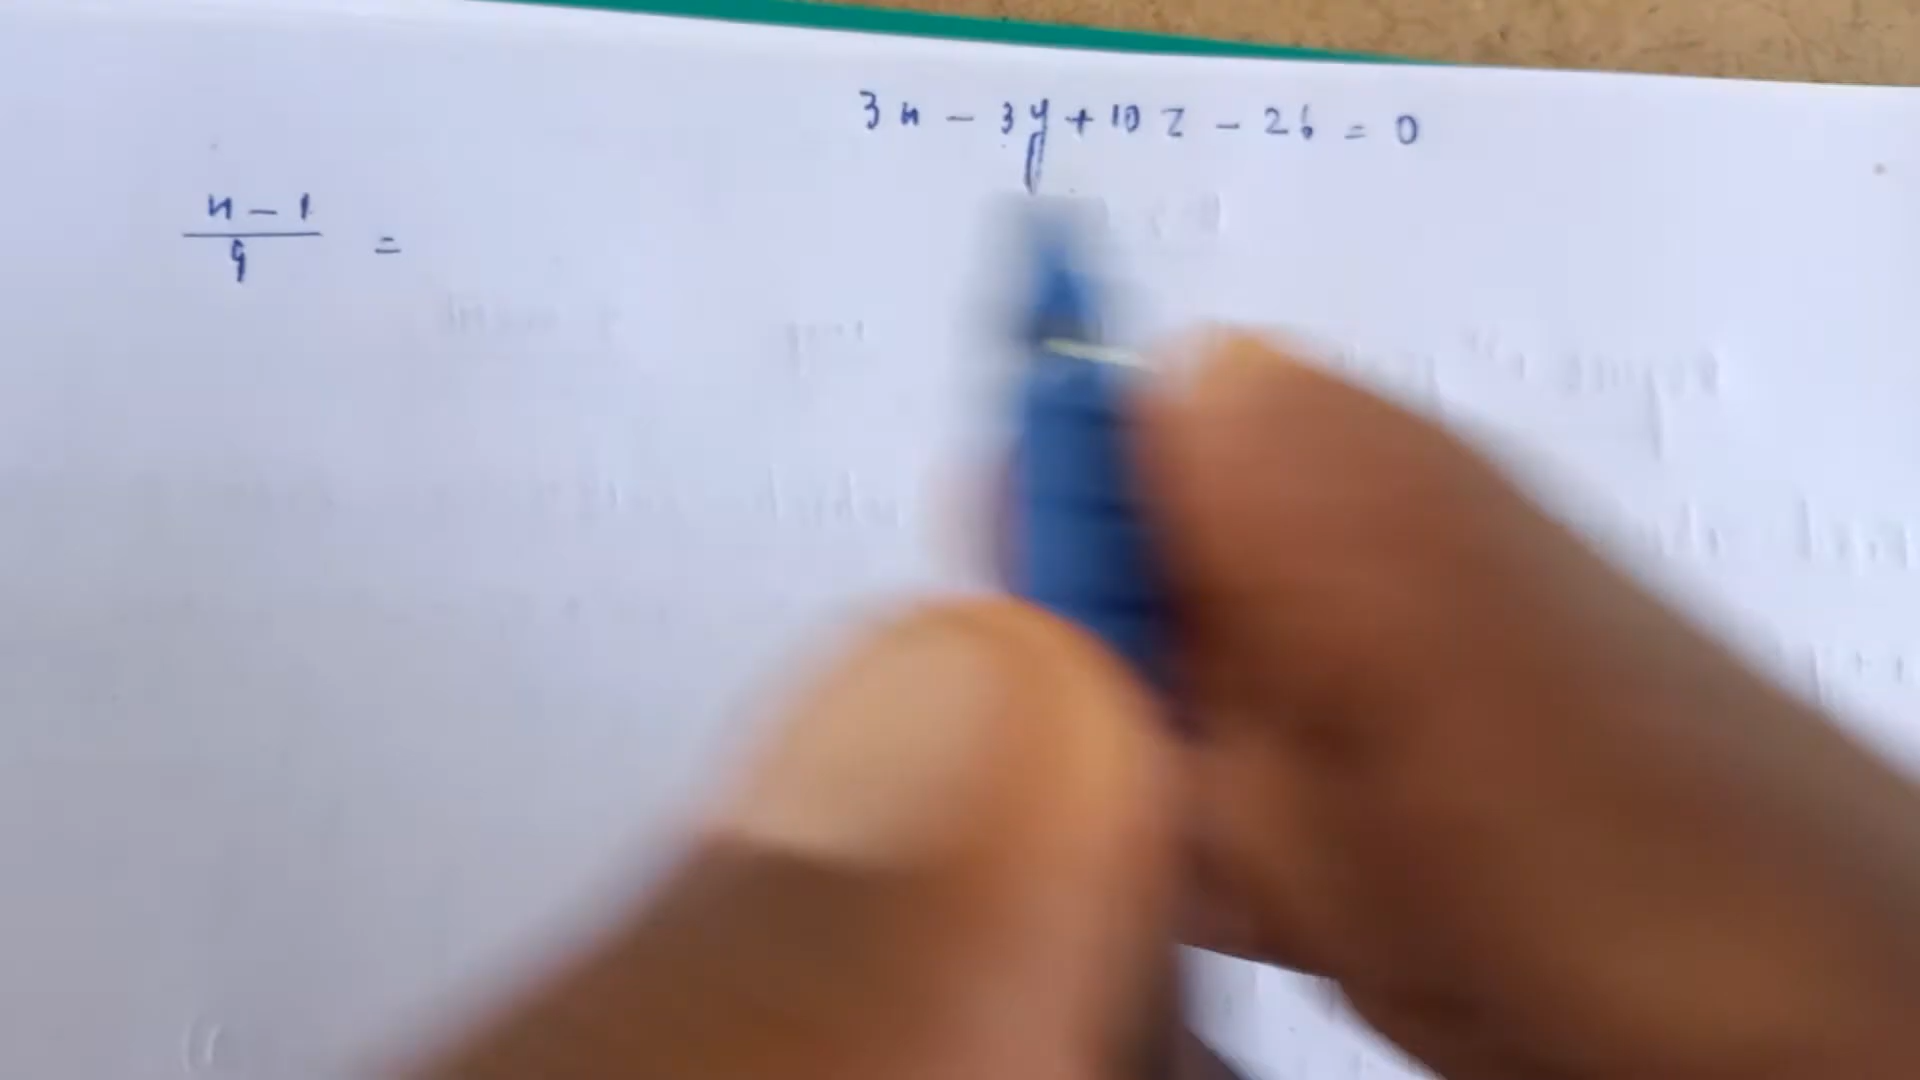 3x - 3y + 10z - 26 = 0
x - 1
9 =